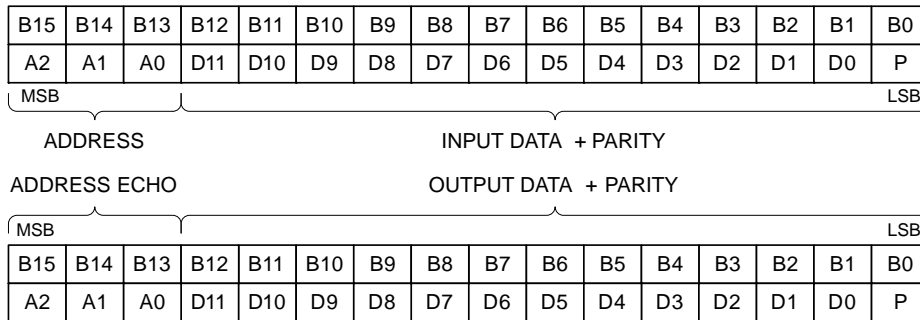 B15 B14 B13 B12 B11 B10 B9 B8 B7 B6 B5 B4 B3 B2 B1 B0
A2 A1 A0 D11 D10 D9 D8 D7 D6 D5 D4 D3 D2 D1 D0 P
MSB LSB
ADDRESS INPUT DATA + PARITY
ADDRESS ECHO OUTPUT DATA + PARITY
MSB LSB
B15 B14 B13 B12 B11 B10 B9 B8 B7 B6 B5 B4 B3 B2 B1 B0
A2 A1 A0 D11 D10 D9 D8 D7 D6 D5 D4 D3 D2 D1 D0 P